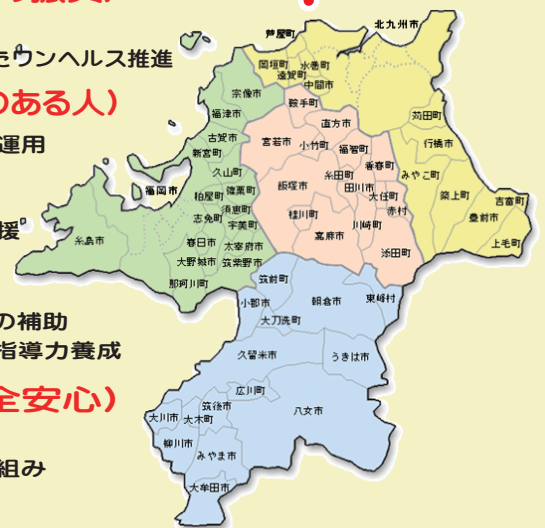 たワンヘルス推進
のある人）
運用
援
の補助
指導力養成
全安心）
組み
芦屋町
北九州市
岡垣町
水巻町
遠賀町
中間市
宗像市
鞍手町
苅田町
福津市
直方市
古賀市
宮若市
小竹町
福智町
行橋市
新宮町
香春町
久山町
糸田町
みやこ町
福岡市
飯塚市
田川市
粕屋町
篠栗町
大任町
築上町
吉富町
志免町
須恵町
桂川町
赤村
豊前市
宇美町
川崎町
糸島市
春日市
嘉麻市
上毛町
太宰府市
添田町
大野城市
筑紫野市
那珂川町
筑前町
小郡市
朝倉市
東峰村
大刀洗町
久留米市
うきは市
広川町
筑後市
八女市
大川市
大木町
柳川市
みやま市
大牟田市